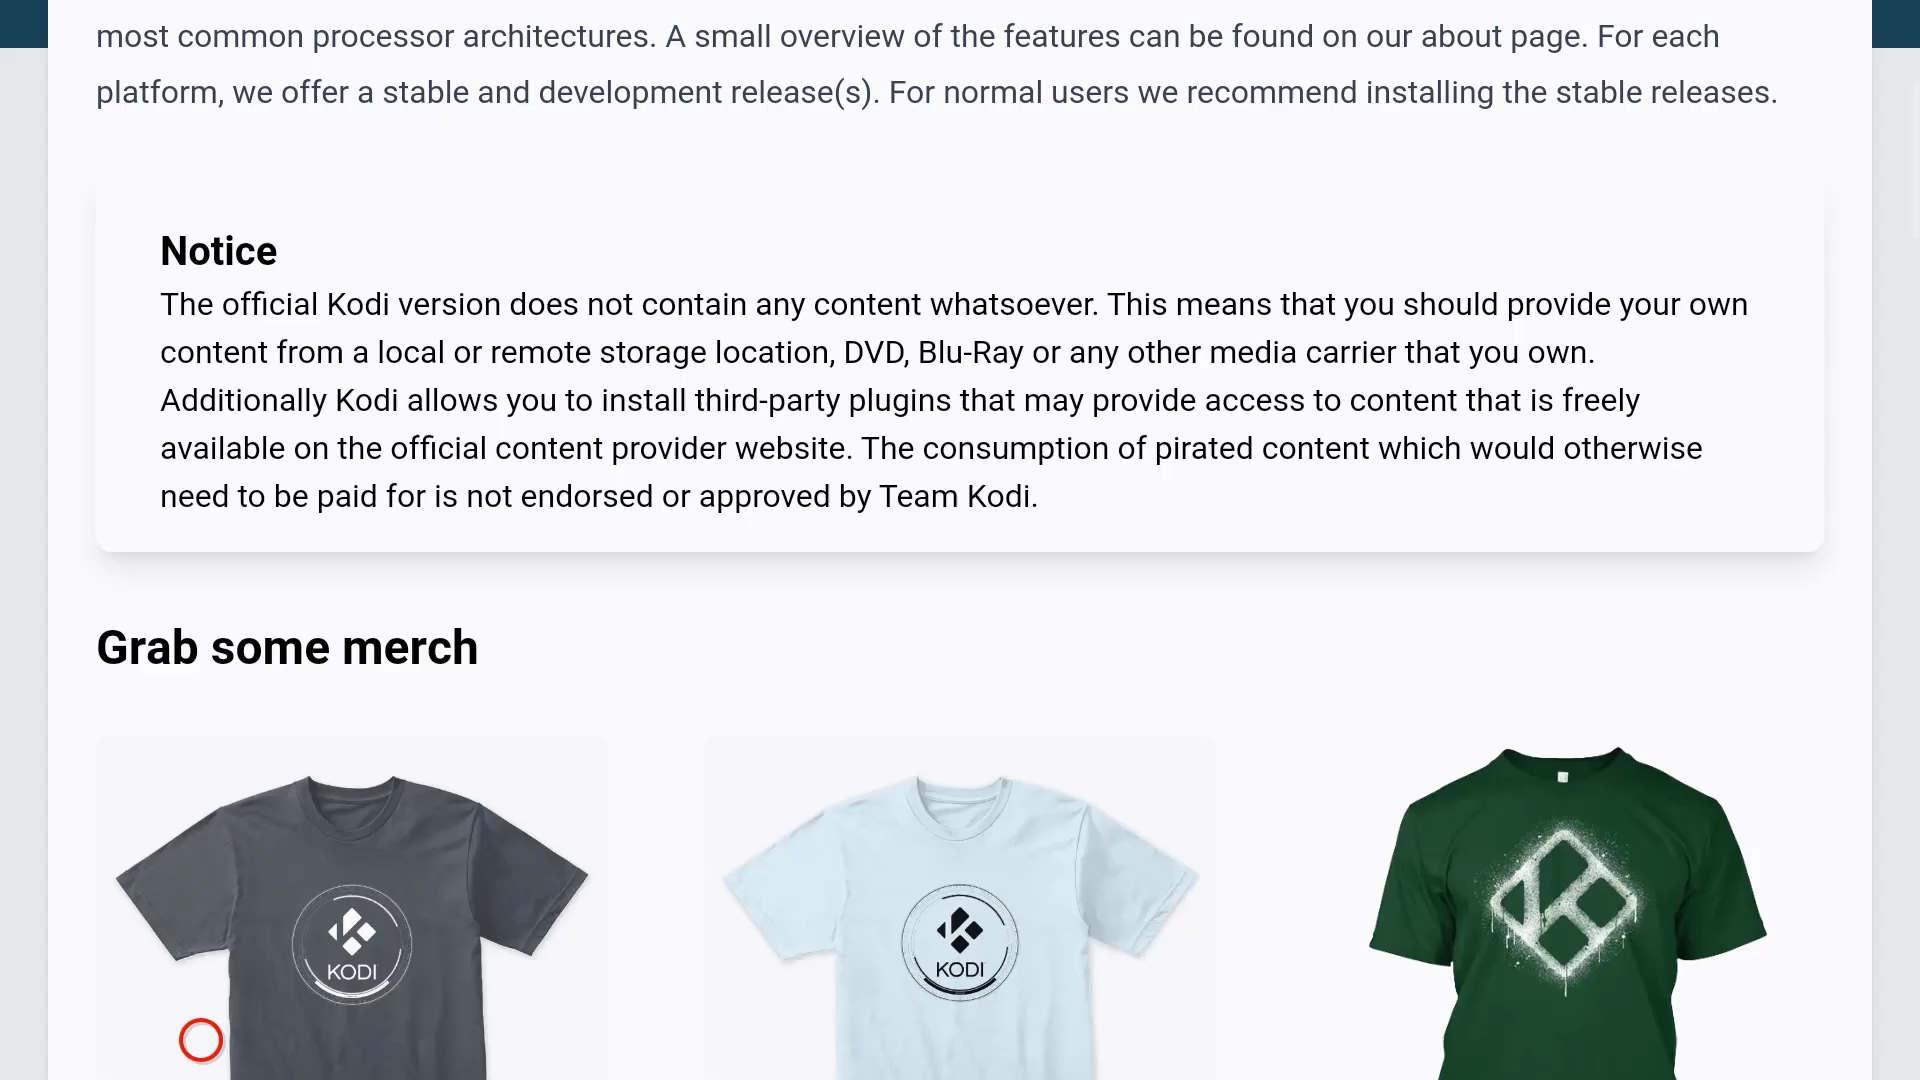 most common processor architectures. A small overview of the features can be found on our about page. For each
platform, we offer a stable and development release(s). For normal users we recommend installing the stable releases.
Notice
The official Kodi version does not contain any content whatsoever. This means that you should provide your own
content from a local or remote storage location, DVD, Blu-Ray or any other media carrier that you own.
Additionally Kodi allows you to install third-party plugins that may provide access to content that is freely
available on the official content provider website. The consumption of pirated content which would otherwise
need to be paid for is not endorsed or approved by Team Kodi.
Grab some merch
KODI
KODI